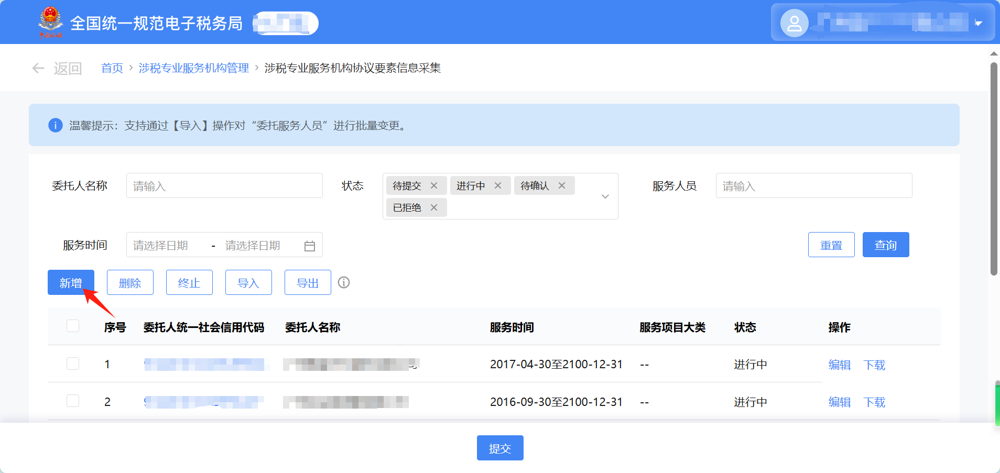 全国统一规范电子税务局
返回 首页 > 涉税专业服务机构管理 > 涉税专业服务机构协议要素信息采集
温馨提示：支持通过【导入】操作对“委托服务人员”进行批量变更。
委托人名称 请输入 状态 待提交 × 进行中 × 待确认 × 服务人员 请输入
已拒绝 ×
服务时间 请选择日期 - 请选择日期 重置 查询
新增 删除 终止 导入 导出
序号 委托人统一社会信用代码 委托人名称 服务时间 服务项目大类 状态 操作
1 2017-04-30至2100-12-31 -- 进行中 编辑 下载
2 2016-09-30至2100-12-31 -- 进行中 编辑 下载
提交